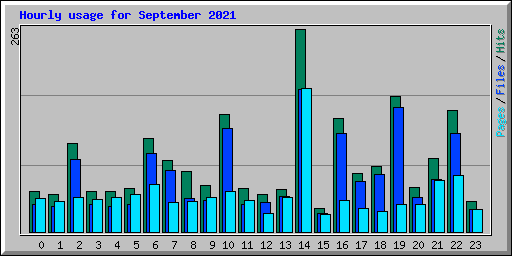 Hourly usage for September 2021
263
Pages / Files / Hits
0 1 2 3 4 5 6 7 8 9 10 11 12 13 14 15 16 17 18 19 20 21 22 23